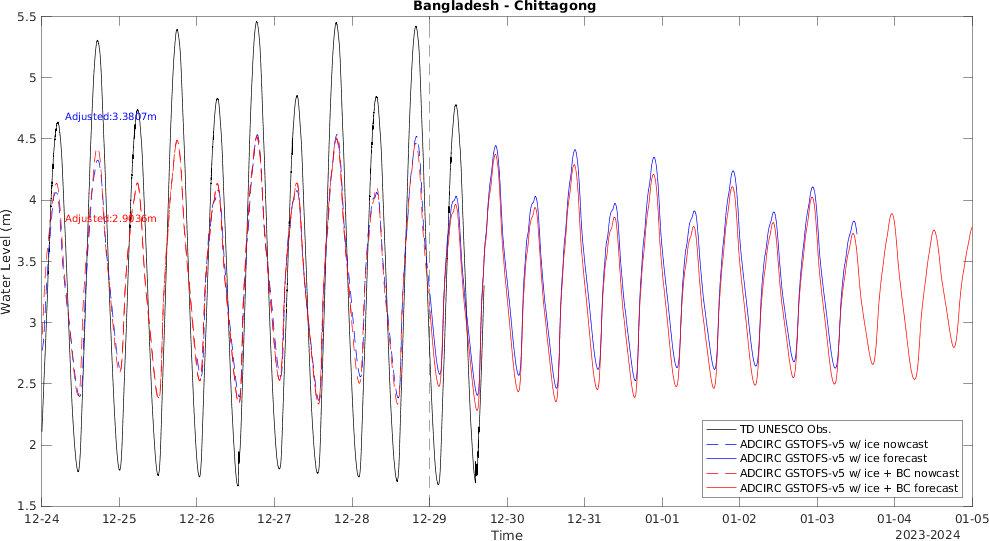 Bangladesh - Chittagong
5.5
5
4.5
4
3.5
3
2.5
2
1.5
Water Level (m)
Adjusted:3.3807m
Adjusted:2.9036m
TD UNESCO Obs.
ADCIRC GSTOFS-v5 w/ ice nowcast
ADCIRC GSTOFS-v5 w/ ice forecast
ADCIRC GSTOFS-v5 w/ ice + BC nowcast
ADCIRC GSTOFS-v5 w/ ice + BC forecast
12-24 12-25 12-26 12-27 12-28 12-29 12-30 12-31 01-01 01-02 01-03 01-04 01-05
Time
2023-2024